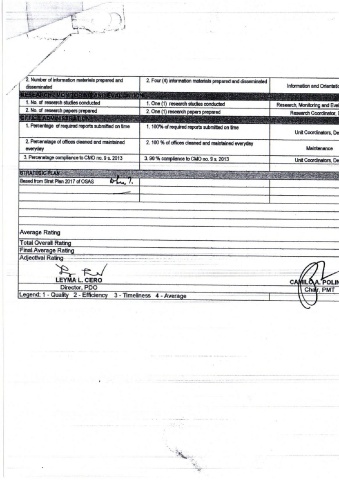 2. Number of information materials prepared and disseminated
2. Four (4) information materials prepared and disseminated
Information and Orientatio
1. No. of research studies conducted
1. One (1) research studies conducted
Research, Monitoring and Eval
2. No. of research papers prepared
2. One (1) research papers prepared
Research Coordinator, D
1. Percentage of required reports submitted on time
1. 100% of required reports submitted on time
Unit Coordinators, De
2. Percentage of offices cleaned and maintained everyday
2. 100 % of offices cleaned and maintained everyday
Maintenance
3. Percentage compliance to CMO no. 9 s. 2013
3. 90 % compliance to CMO no. 9 s. 2013
Unit Coordinators, De
STRATEGIC PLAN
Based from Strat Plan 2017 of OSAS
Average Rating
Total Overall Rating
Final Average Rating
Adjectival Rating
LEYMA L. CERO
Director, PDO
CAMILO A. POLIN
Chair, PMT
Legend: 1 - Quality 2 - Efficiency 3 - Timeliness 4 - Average